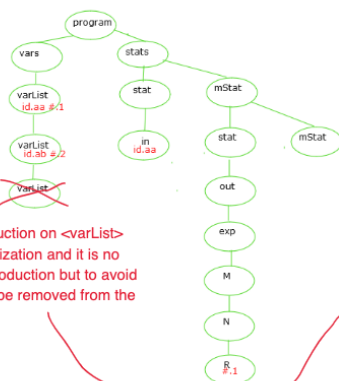 program
vars
stats
varList
id.aa #.1
stat
mStat
varList
id.ab #.2
in
id.aa
stat
mStat
varList
out
uction on <varList>
ization and it is no
oduction but to avoid
be removed from the
exp
M
N
R
#.1